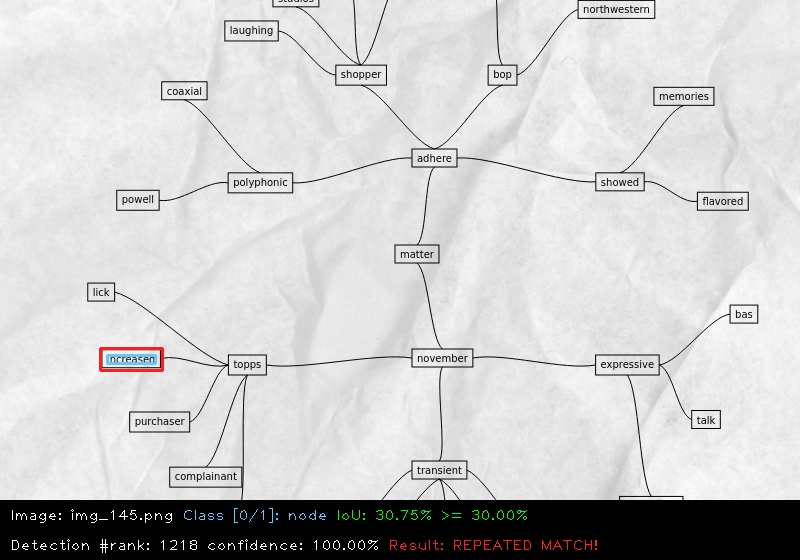 studios
northwestern
laughing
shopper
bop
coaxial
memories
adhere
polyphonic
showed
powell
flavored
matter
lick
bas
november
topps
expressive
purchaser
talk
transient
complainant
Image: img_145.png Class [0/1]: node IoU: 30.75% >= 30.00%
Detection #rank: 1218 confidence: 100.00% Result: REPEATED MATCH!